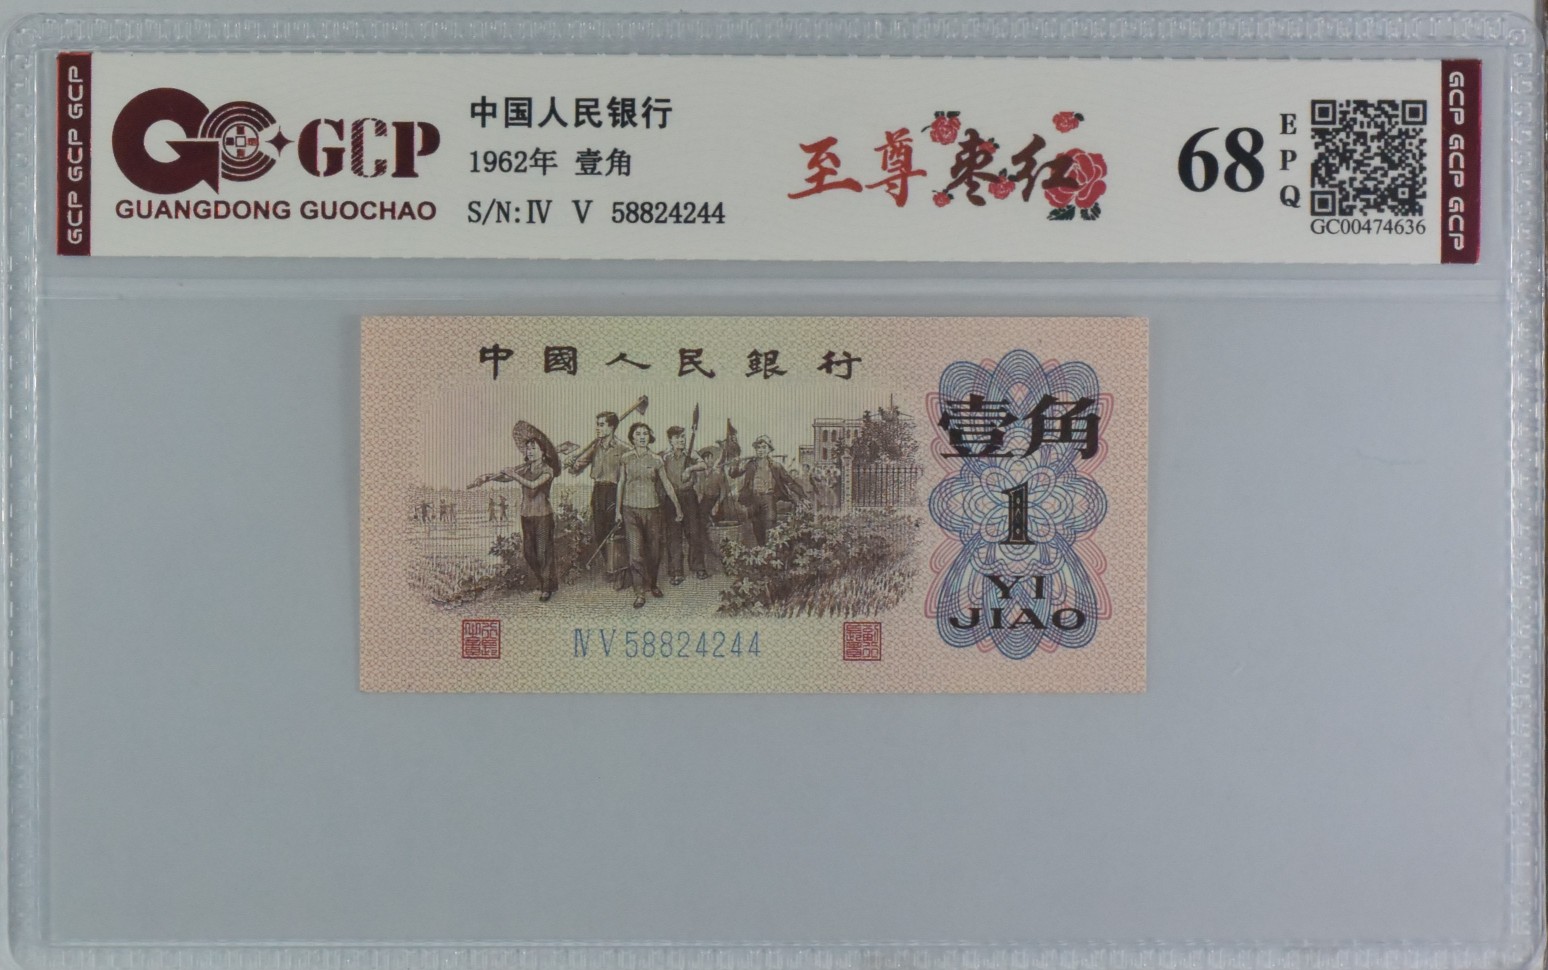 GCP GCP GCP
GCP
GUANGDONG GUOCHAO
中国人民银行
1962年 壹角
S/N:Ⅳ Ⅴ 58824244
至尊枣红
68
EPQ
GC00474636
GCP GCP GCP
中國人民銀行
壹角
1
YI
JIAO
ⅣⅤ58824244